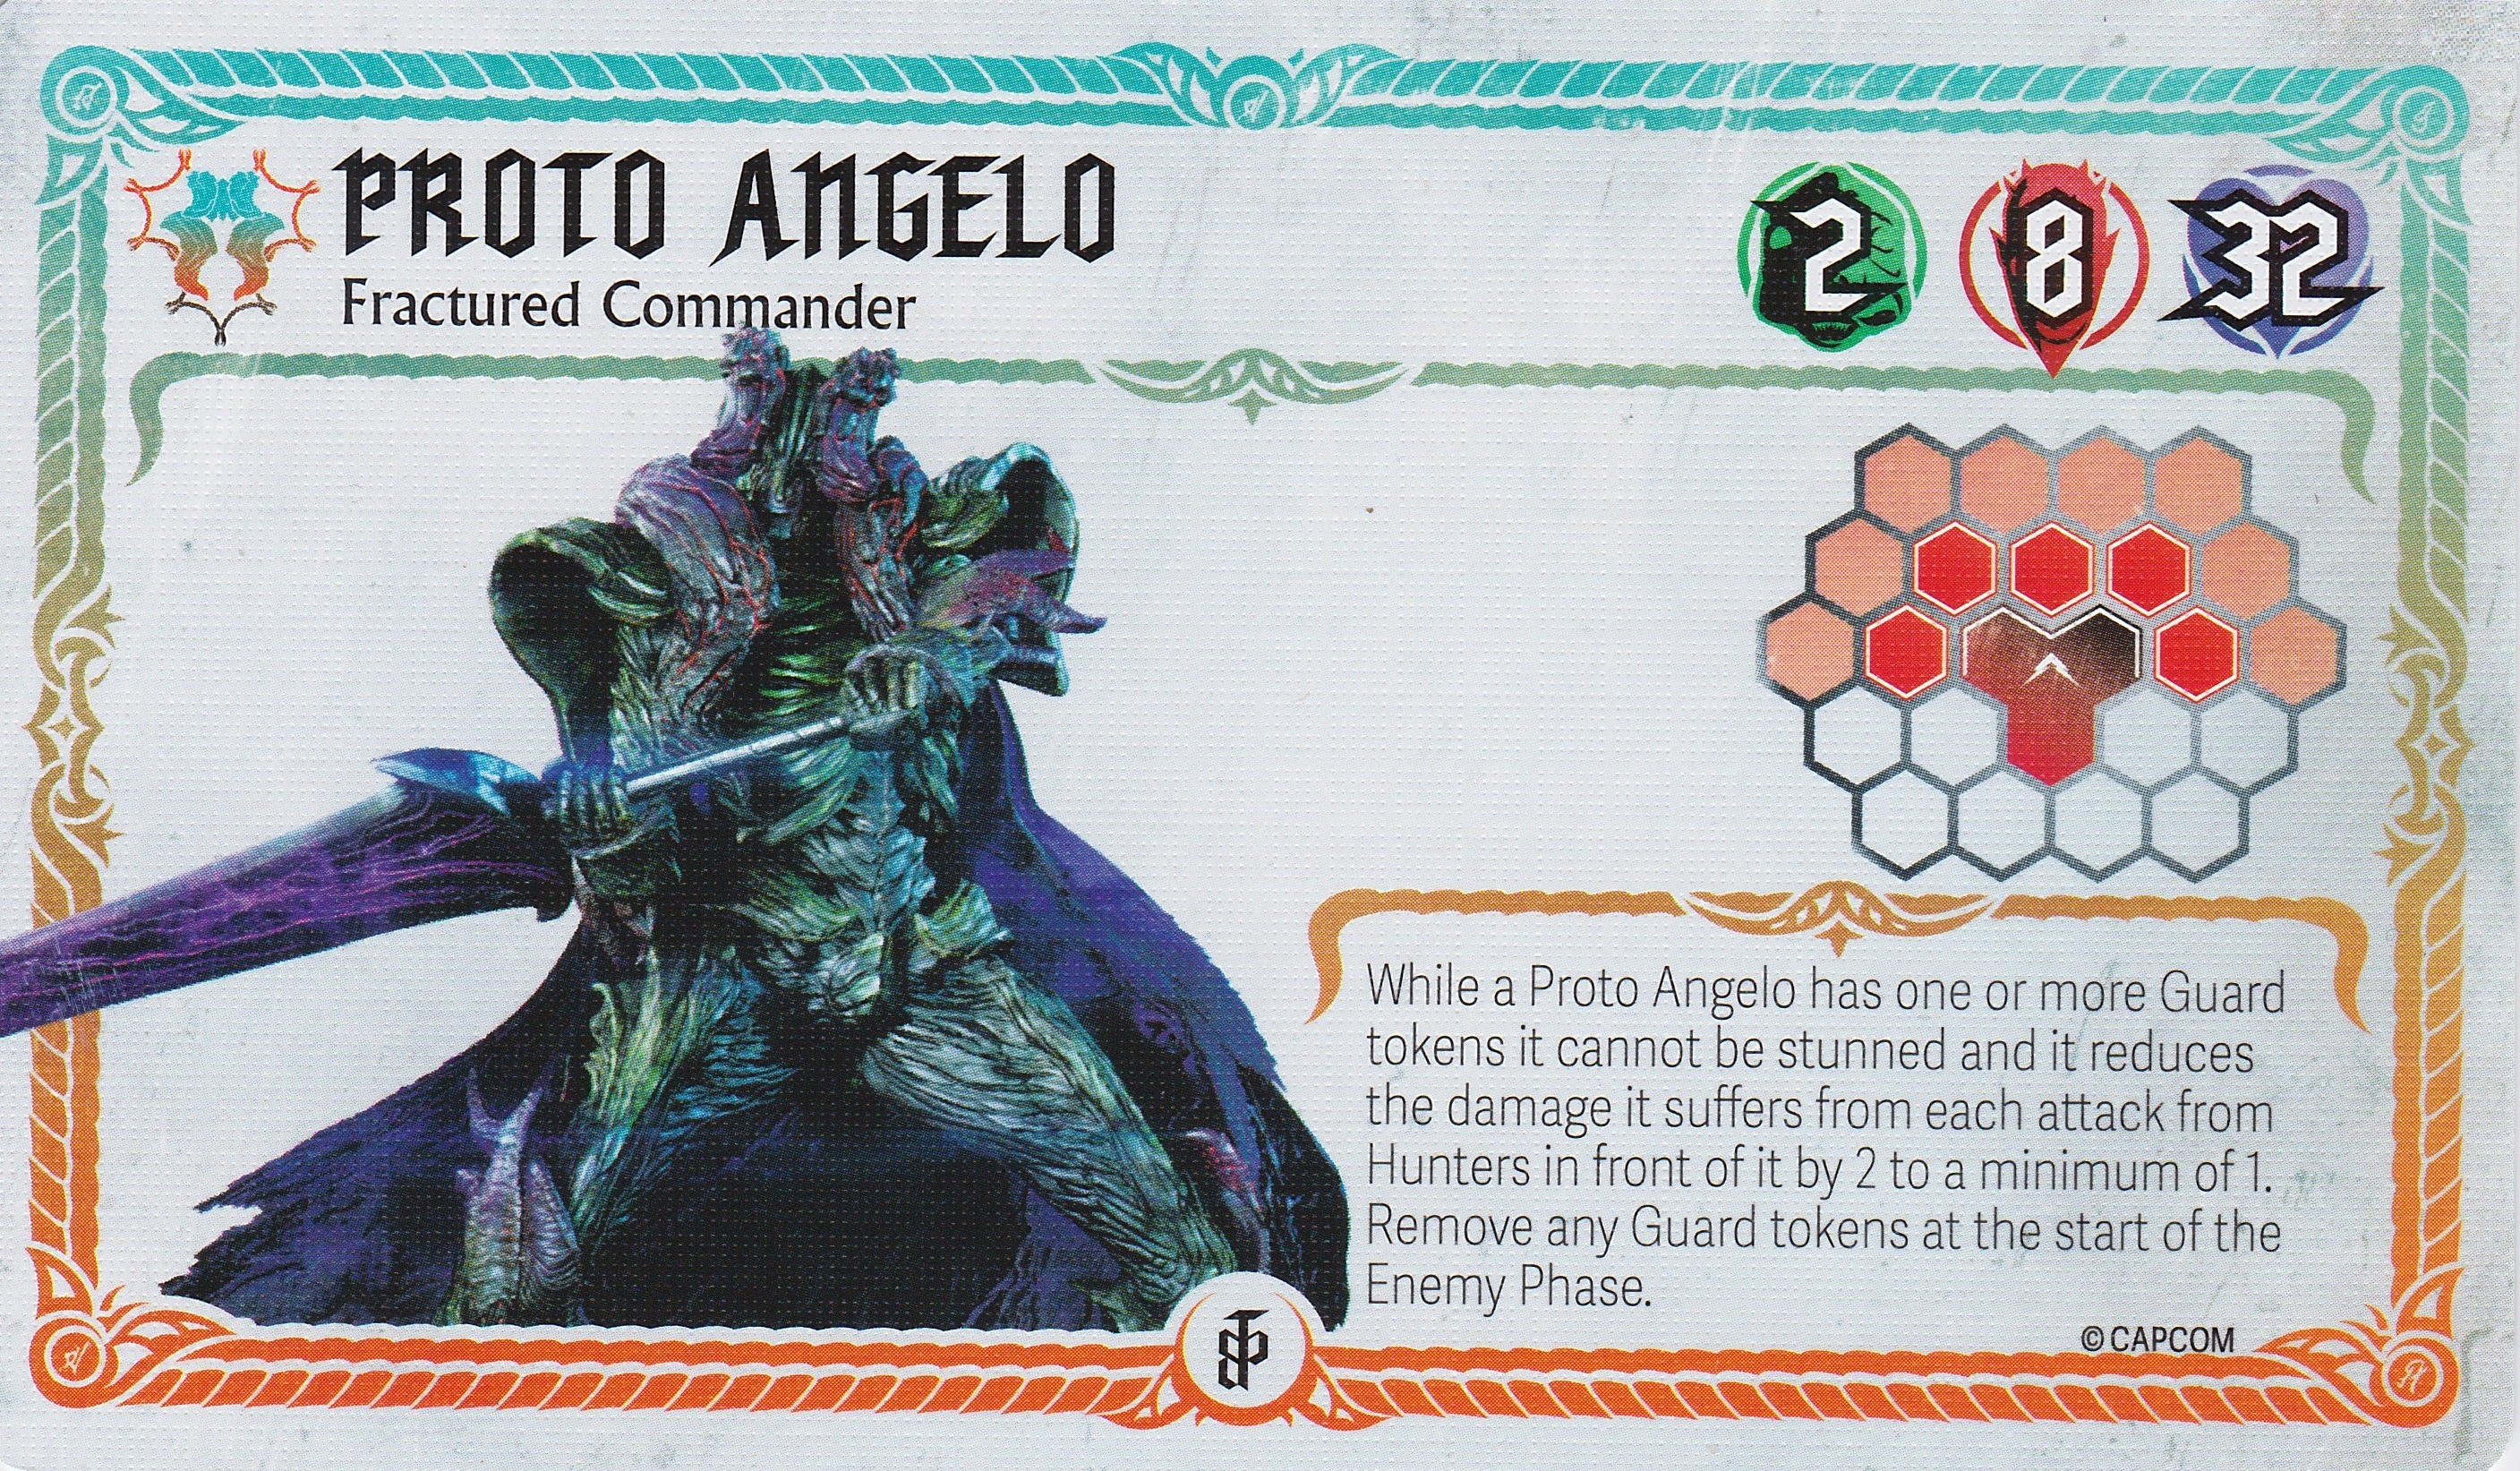 PROTO ANGELO
Fractured Commander
2 8 32
While a Proto Angelo has one or more Guard
tokens it cannot be stunned and it reduces
the damage it suffers from each attack from
Hunters in front of it by 2 to a minimum of 1.
Remove any Guard tokens at the start of the
Enemy Phase.
© CAPCOM